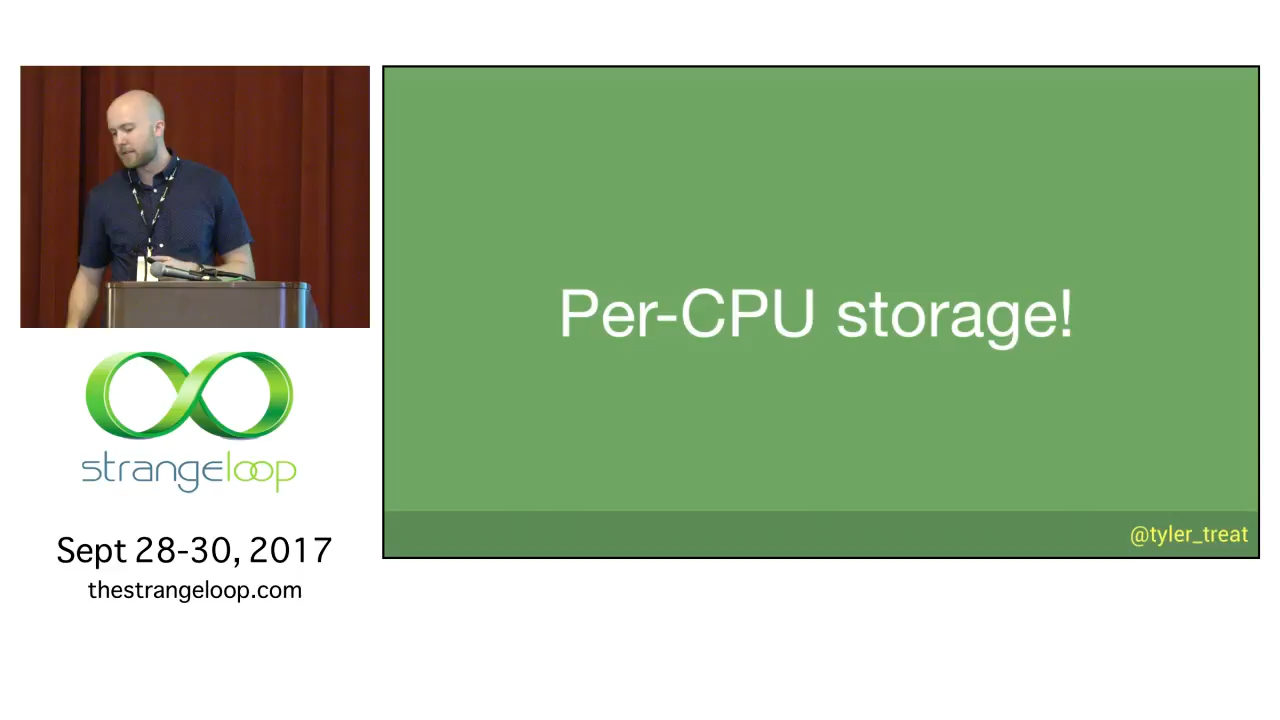 Per-CPU storage!
@tyler_treat
strangeloop
Sept 28-30, 2017
thestrangeloop.com